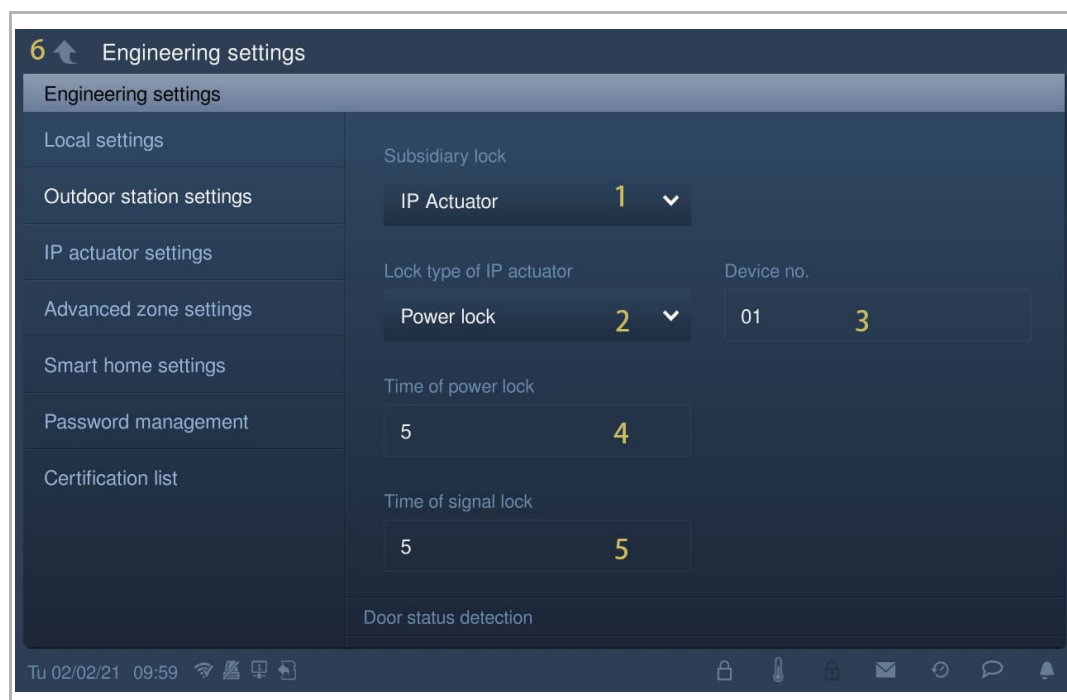 6 Engineering settings
Engineering settings
Local settings
Outdoor station settings
IP actuator settings
Advanced zone settings
Smart home settings
Password management
Certification list
Subsidiary lock
IP Actuator 1
Lock type of IP actuator Device no.
Power lock 2 01 3
Time of power lock
5 4
Time of signal lock
5 5
Door status detection
Tu 02/02/21 09:59